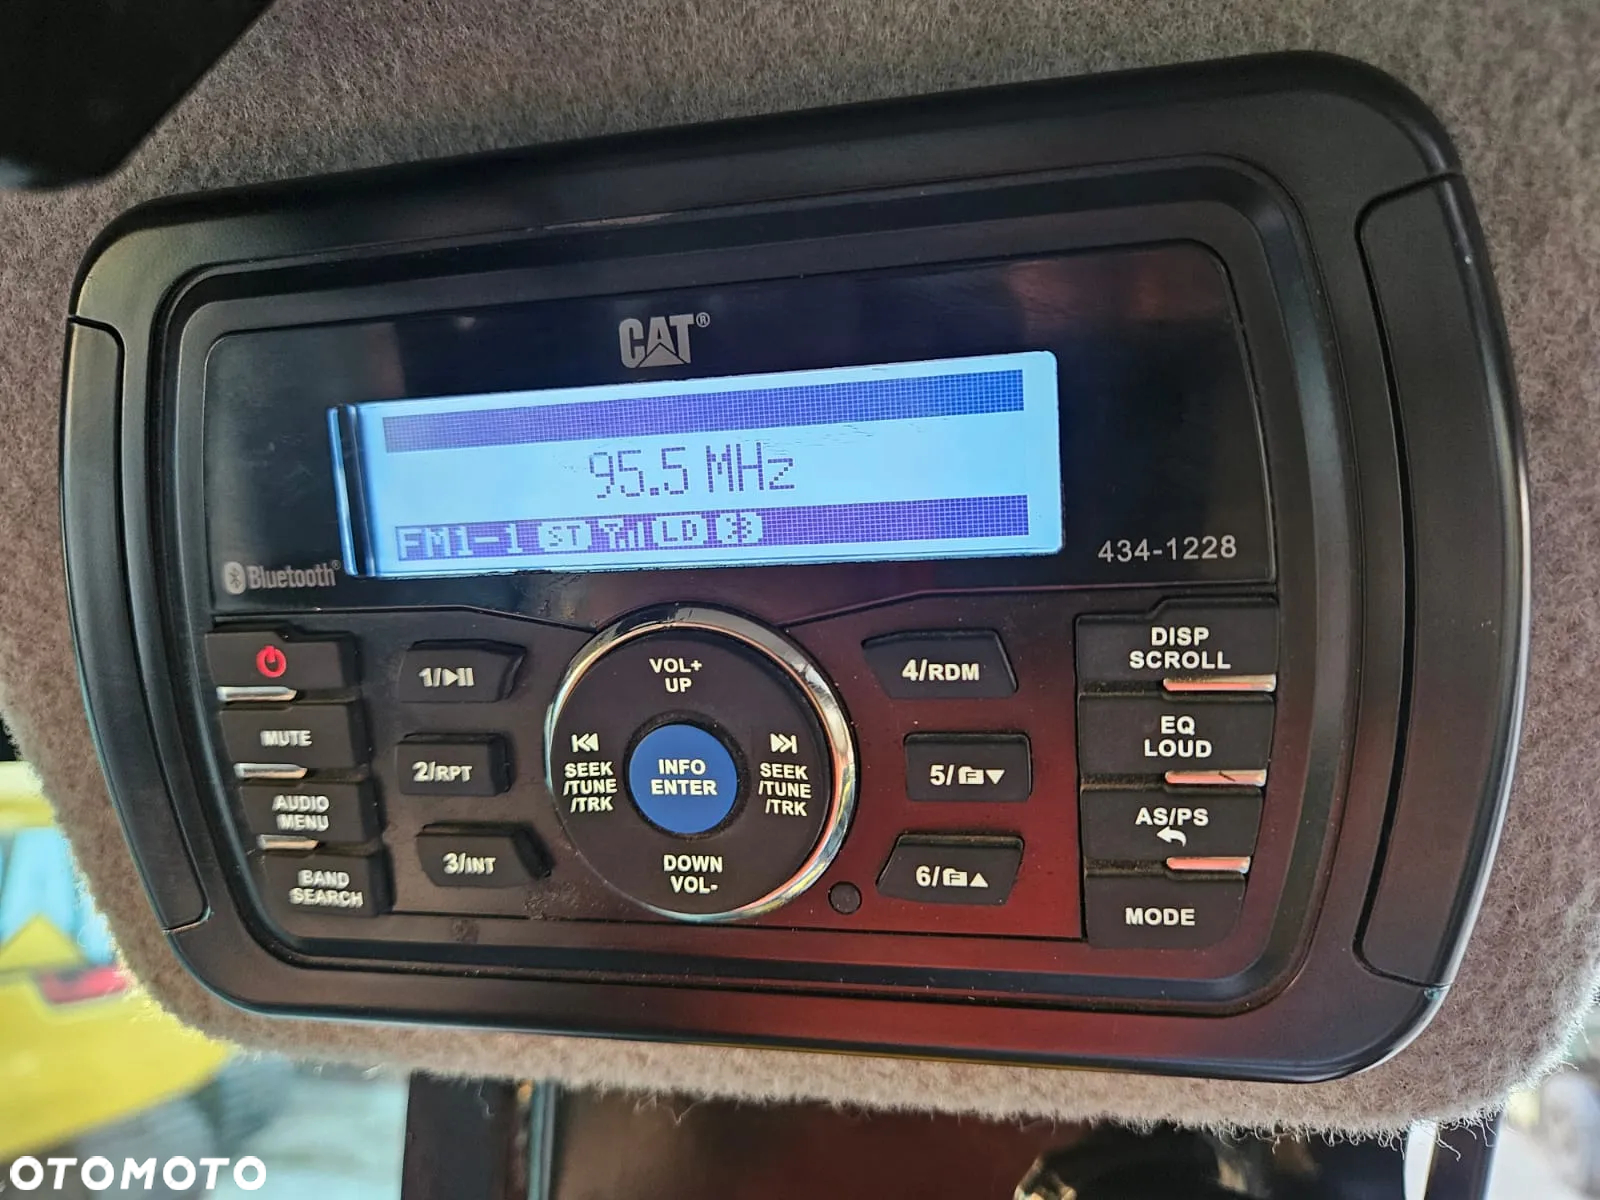 CAT®
95.5 MHz
FM1-1 ST LD
Bluetooth®
434-1228
MUTE
AUDIO
MENU
BAND
SEARCH
1/
2/RPT
3/INT
VOL+
UP
SEEK
/TUNE
/TRK
INFO
ENTER
SEEK
/TUNE
/TRK
DOWN
VOL-
4/RDM
5/
6/
DISP
SCROLL
EQ
LOUD
AS/PS
MODE
OTOMOTO